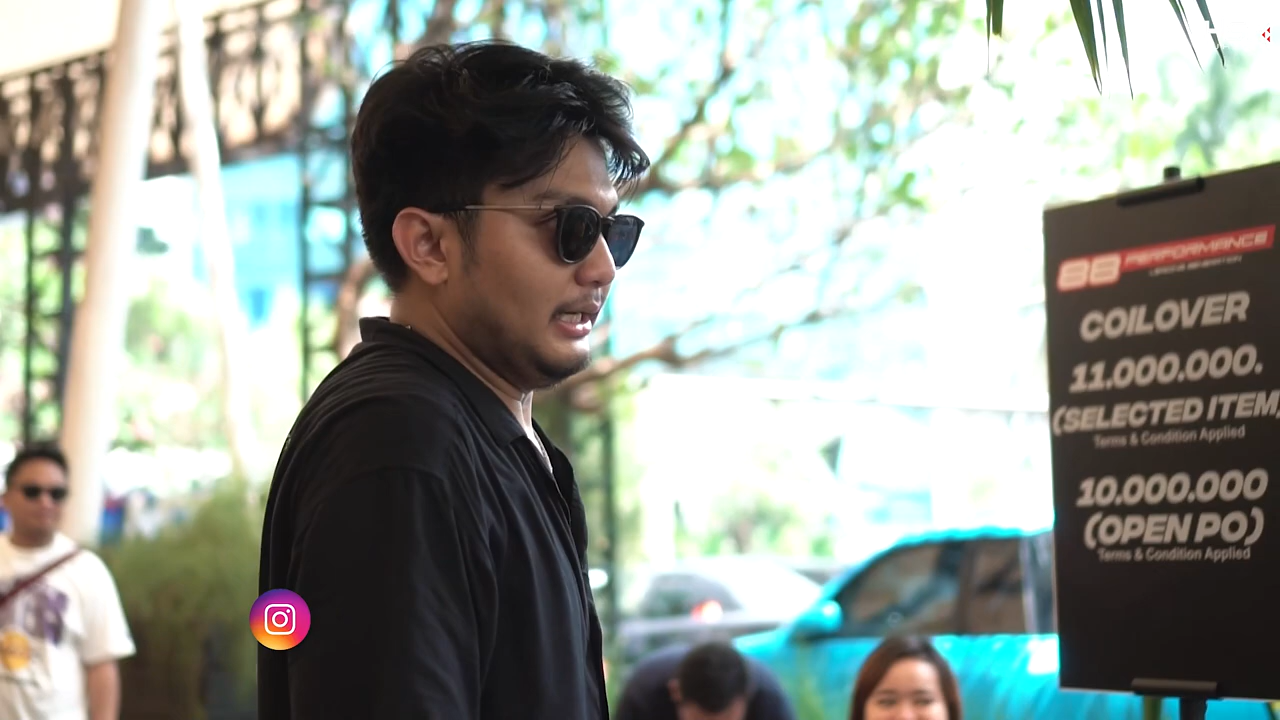 88 PERFORMANCE
COILOVER
11.000.000.
(SELECTED ITEM)
Terms & Condition Applied
10.000.000
(OPEN PO)
Terms & Condition Applied